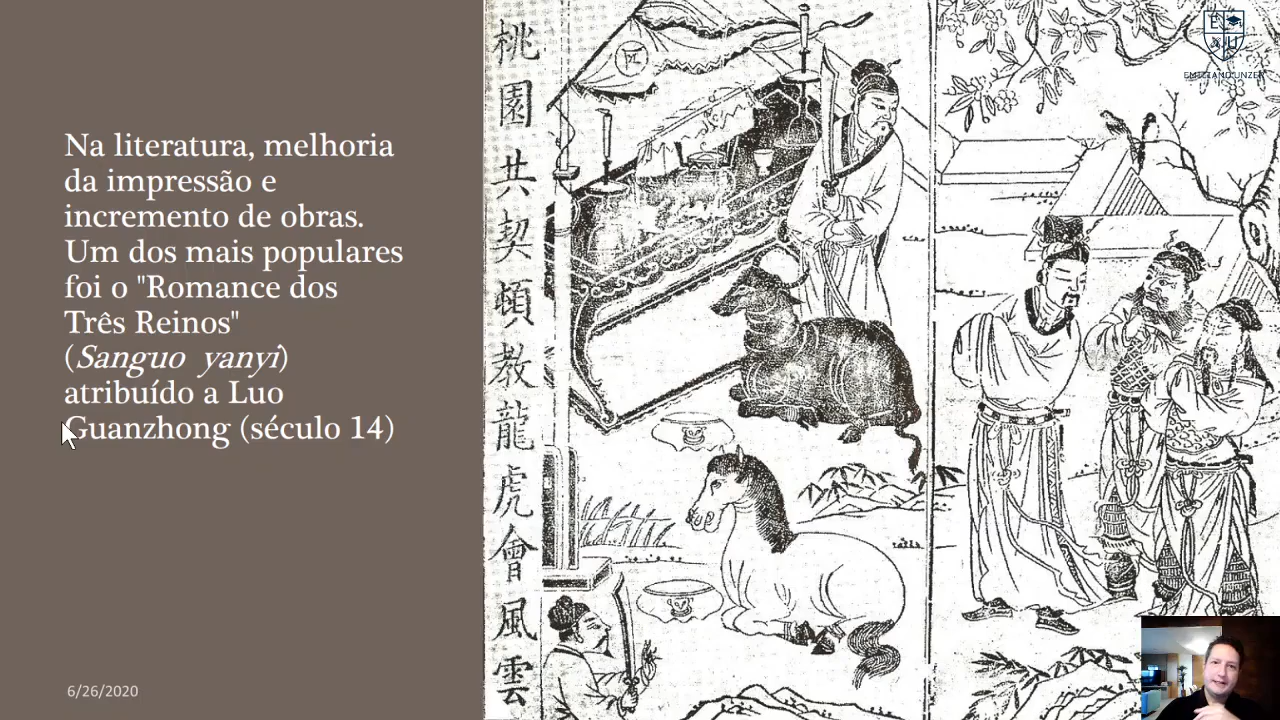 Na literatura, melhoria
da impressão e
incremento de obras.
Um dos mais populares
foi o "Romance dos
Três Reinos"
(Sanguo yanyi)
atribuído a Luo
Guanzhong (século 14)
6/26/2020
桃園共契頓教龍虎會風雲
EMILIANO UNZER